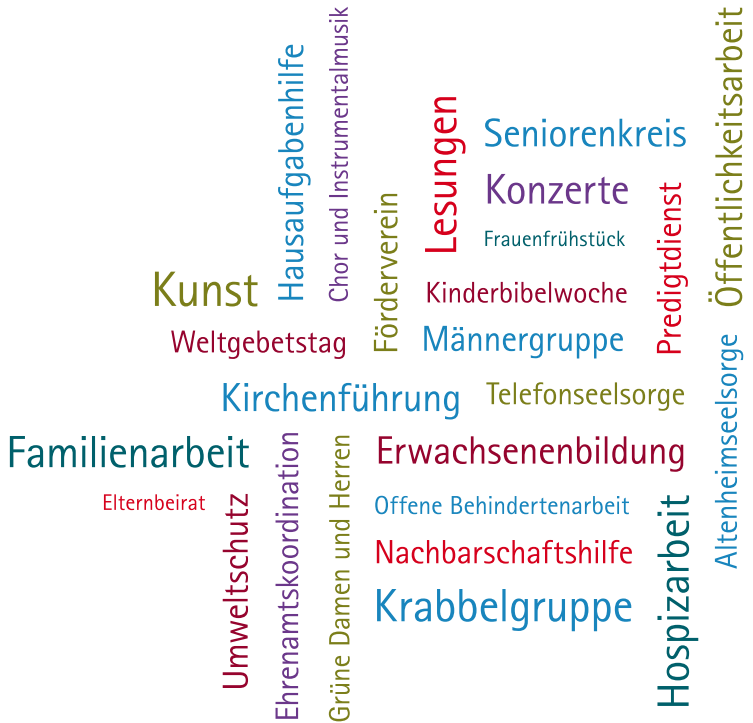 Hausaufgabenhilfe
Chor und Instrumentalmusik
Öffentlichkeitsarbeit
Lesungen
Seniorenkreis
Konzerte
Predigtdienst
Förderverein
Frauenfrühstück
Kunst
Kinderbibelwoche
Weltgebetstag
Männergruppe
Altenheimseelsorge
Kirchenführung
Telefonseelsorge
Familienarbeit
Ehrenamtskoordination
Grüne Damen und Herren
Erwachsenenbildung
Elternbeirat
Umweltschutz
Offene Behindertenarbeit
Hospizarbeit
Nachbarschaftshilfe
Krabbelgruppe